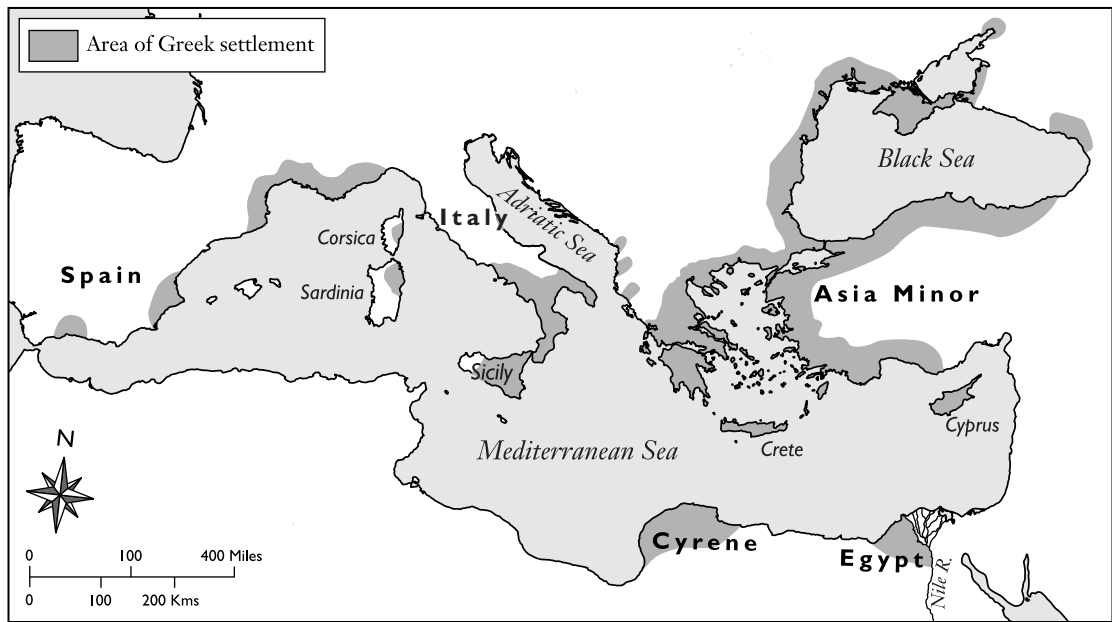 Area of Greek settlement
Black Sea
Adriatic Sea
Italy
Corsica
Spain
Sardinia
Asia Minor
Sicily
Cyprus
Mediterranean Sea
Crete
N
Cyrene
Egypt
Nile R.
0 100 400 Miles
0 100 200 Kms